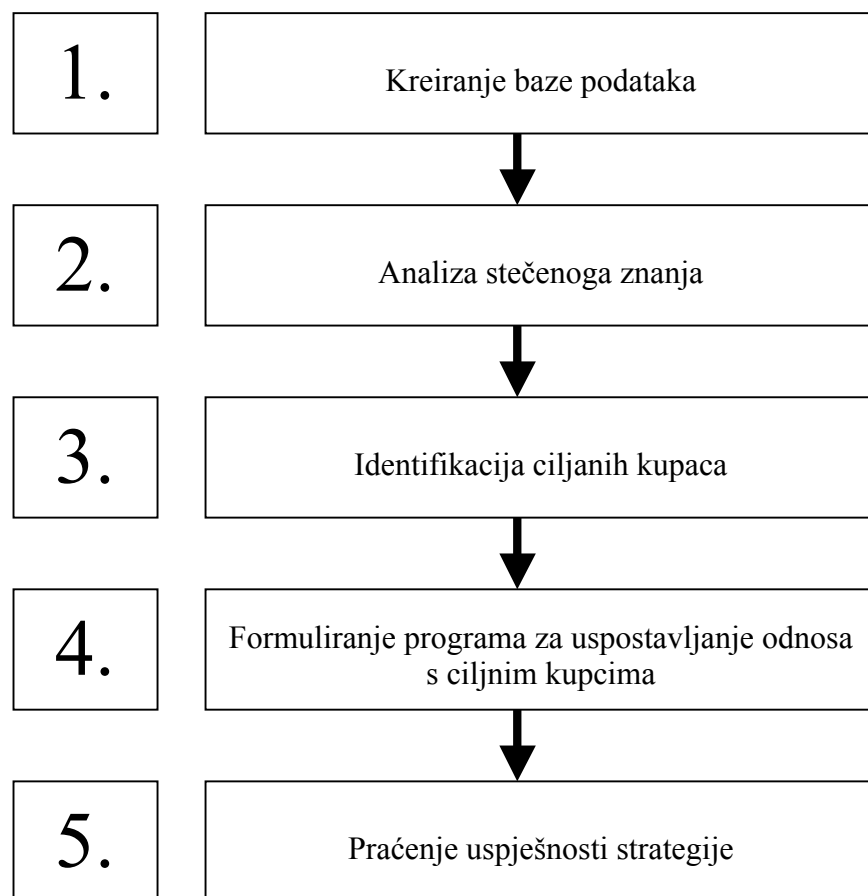 1.
Kreiranje baze podataka
2.
Analiza stečenoga znanja
3.
Identifikacija ciljanih kupaca
4.
Formuliranje programa za uspostavljanje odnosa
s ciljnim kupcima
5.
Praćenje uspješnosti strategije